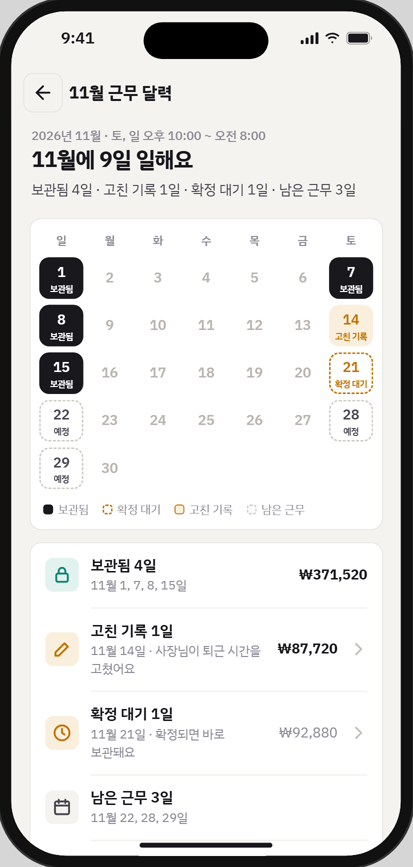 9:41
11월 근무 달력
2026년 11월 · 토, 일 오후 10:00 ~ 오전 8:00
11월에 9일 일해요
보관됨 4일 · 고친 기록 1일 · 확정 대기 1일 · 남은 근무 3일
일 월 화 수 목 금 토
1 2 3 4 5 6 7
보관됨 보관됨
8 9 10 11 12 13 14
보관됨 고친 기록
15 16 17 18 19 20 21
보관됨 확정 대기
22 23 24 25 26 27 28
예정 예정
29 30
예정
보관됨 확정 대기 고친 기록 남은 근무
보관됨 4일
₩371,520
11월 1, 7, 8, 15일
고친 기록 1일
11월 14일 · 사장님이 퇴근 시간을
₩87,720
고쳤어요
확정 대기 1일
11월 21일 · 확정되면 바로
₩92,880
보관돼요
남은 근무 3일
11월 22, 28, 29일